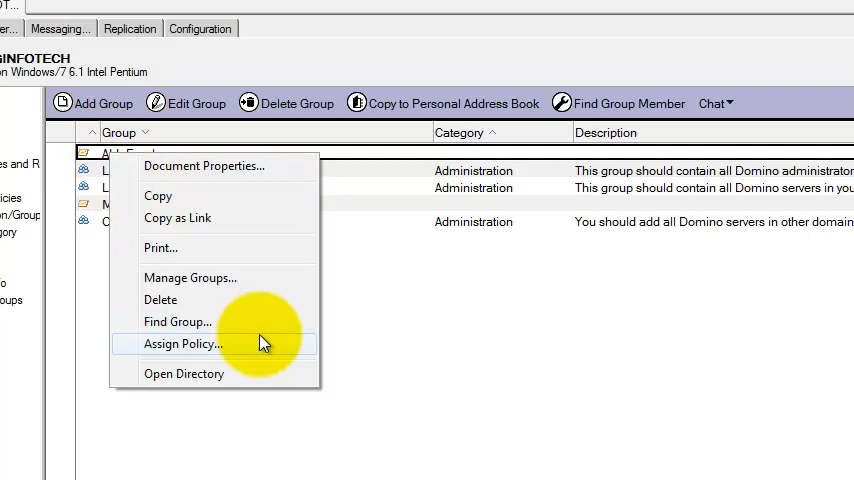 er... Messaging... Replication Configuration
INFOTECH
on Windows/7 6.1 Intel Pentium
Add Group Edit Group Delete Group Copy to Personal Address Book Find Group Member Chat
Group Category Description
Document Properties...
Administration This group should contain all Domino administrator
Administration This group should contain all Domino servers in you
Administration You should add all Domino servers in other domain
Copy
Copy as Link
Print...
Manage Groups...
Delete
Find Group...
Assign Policy...
Open Directory
es and R
icies
on/Group
gory
fo
oups